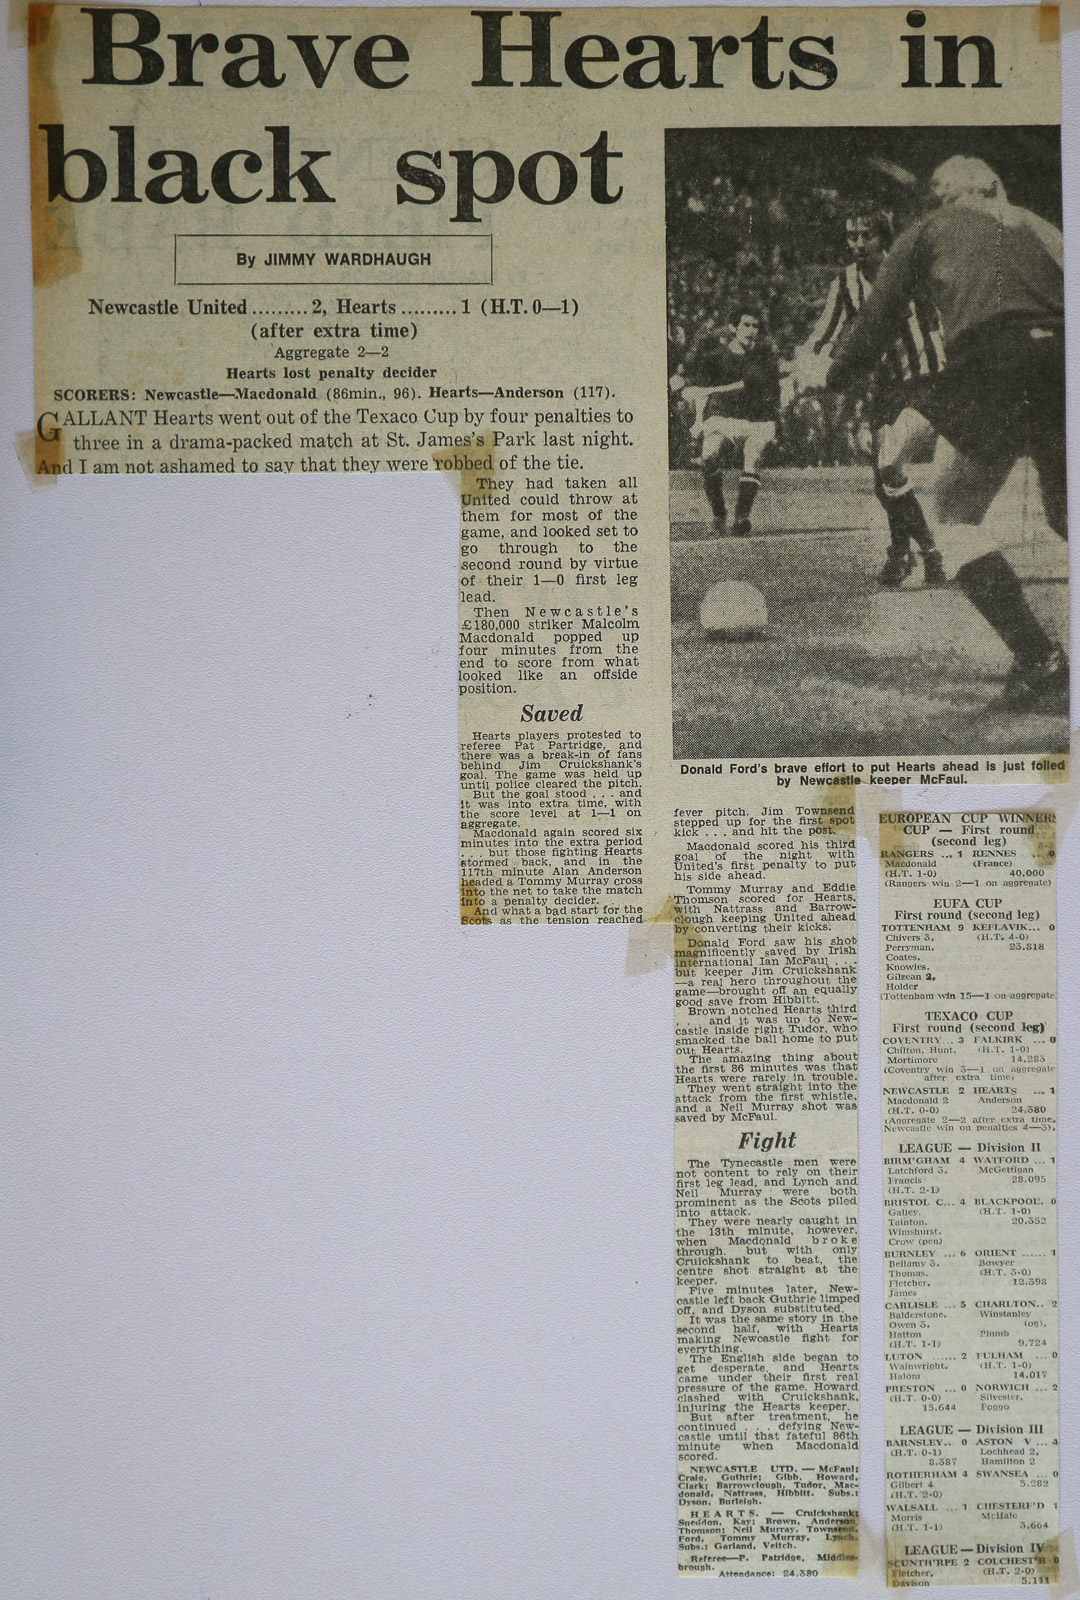 Brave Hearts in
black spot
By JIMMY WARDHAUGH
Newcastle United.........2, Hearts.........1 (H.T. 0—1)
(after extra time)
Aggregate 2—2
Hearts lost penalty decider
SCORERS: Newcastle—Macdonald (86min., 96). Hearts—Anderson (117).
GALLANT Hearts went out of the Texaco Cup by four penalties to
three in a drama-packed match at St. James's Park last night.
And I am not ashamed to say that they were robbed of the tie.
They had taken all
United could throw at
them for most of the
game, and looked set to
go through to the
second round by virtue
of their 1—0 first leg
lead.
Then Newcastle's
£180,000 striker Malcolm
Macdonald popped up
four minutes from the
end to score from what
looked like an offside
position.
Saved
Hearts players protested to
referee Pat Partridge, and
there was a break-in of fans
behind Jim Cruickshank's
goal. The game was held up
until police cleared the pitch.
But the goal stood . . . and
it was into extra time, with
the score level at 1—1 on
aggregate.
Macdonald again scored six
minutes into the extra period
. . . but those fighting Hearts
stormed back, and in the
117th minute Alan Anderson
headed a Tommy Murray cross
into the net to take the match
into a penalty decider.
And what a bad start for the
Scots as the tension reached
Donald Ford's brave effort to put Hearts ahead is just foiled
by Newcastle keeper McFaul.
fever pitch. Jim Townsend
stepped up for the first spot
kick . . . and hit the post.
Macdonald scored his third
goal of the night with
United's first penalty to put
his side ahead.
Tommy Murray and Eddie
Thomson scored for Hearts,
with Nattrass and Barrow-
clough keeping United ahead
by converting their kicks.
Donald Ford saw his shot
magnificently saved by Irish
international Ian McFaul . . .
but keeper Jim Cruickshank
—a real hero throughout the
game—brought off an equally
good save from Hibbitt.
Brown notched Hearts third
. . . and it was up to New-
castle inside right Tudor, who
smacked the ball home to put
out Hearts.
The amazing thing about
the first 86 minutes was that
Hearts were rarely in trouble.
They went straight into the
attack from the first whistle,
and a Neil Murray shot was
saved by McFaul.
Fight
The Tynecastle men were
not content to rely on their
first leg lead, and Lynch and
Neil Murray were both
prominent as the Scots piled
into attack.
They were nearly caught in
the 13th minute, however,
when Macdonald broke
through, but with only
Cruickshank to beat, the
centre shot straight at the
keeper.
Five minutes later, New-
castle left back Guthrie limped
off, and Dyson substituted.
It was the same story in the
second half, with Hearts
making Newcastle fight for
everything.
The English side began to
get desperate, and Hearts
came under their first real
pressure of the game. Howard
clashed with Cruickshank,
injuring the Hearts keeper.
But after treatment, he
continued . . . defying New-
castle until that fateful 86th
minute when Macdonald
scored.
NEWCASTLE UTD. — McFaul;
Craig, Guthrie; Gibb, Howard,
Clark; Barrowclough, Tudor, Mac-
donald, Nattrass, Hibbitt. Subs.:
Dyson, Burleigh.
HEARTS. — Cruickshank;
Sneddon, Kay; Brown, Anderson,
Thomson; Neil Murray, Townsend,
Ford, Tommy Murray, Lynch.
Subs.: Garland, Veitch.
Referee—P. Partridge, Middles-
brough.
Attendance: 24,380
EUROPEAN CUP WINNERS
CUP — First round
(second leg)
RANGERS ... 1 RENNES ... 0
Macdonald (France)
(H.T. 1-0) 40,000
(Rangers win 2—1 on aggregate)
EUFA CUP
First round (second leg)
TOTTENHAM 9 KEFLAVIK... 0
Chivers 3, (H.T. 4-0)
Perryman, 23,818
Coates,
Knowles,
Gilzean 2,
Holder
(Tottenham win 15—1 on aggregate
TEXACO CUP
First round (second leg)
COVENTRY... 3 FALKIRK ... 0
Chilton, Hunt, (H.T. 1-0)
Mortimore 14,283
(Coventry win 3—1 on aggregate
after extra time)
NEWCASTLE 2 HEARTS ... 1
Macdonald 2 Anderson
(H.T. 0-0) 24,380
(Aggregate 2—2 after extra time,
Newcastle win on penalties 4—3).
LEAGUE — Division II
BIRM'GHAM 4 WATFORD ... 1
Latchford 3, McGettigan
Francis 28,095
(H.T. 2-1)
BRISTOL C... 4 BLACKPOOL. 0
Galley, (H.T. 1-0)
Tainton, 20,352
Wimshurst,
Crow (pen)
BURNLEY ... 6 ORIENT ...... 1
Bellamy 3, Bowyer
Thomas, (H.T. 3-0)
Fletcher, 12,398
James
CARLISLE ... 5 CHARLTON.. 2
Balderstone, Winstanley
Owen 3, (og),
Hatton Plumb
(H.T. 1-1) 9,724
LUTON ...... 2 FULHAM ... 0
Wainwright, (H.T. 1-0)
Halom 14,017
PRESTON ... 0 NORWICH ... 2
(H.T. 0-0) Silvester,
15,644 Foggo
LEAGUE — Division III
BARNSLEY.. 0 ASTON V ... 4
(H.T. 0-1) Lochhead 2,
8,587 Hamilton 2
ROTHERHAM 4 SWANSEA ... 0
Gilbert 4 5,282
(H.T. 2-0)
WALSALL ... 1 CHESTERF'D 1
Morris McHale
(H.T. 1-1) 3,664
LEAGUE — Division IV
SCUNTH'RPE 2 COLCHEST'R 0
Fletcher, (H.T. 2-0)
Davison 5,111